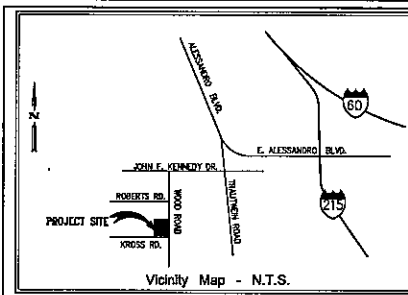 ALESSANDRO BLVD.
60
N
E. ALESSANDRO BLVD.
JOHN F. KENNEDY DR.
ROBERTS RD.
WOOD ROAD
TRAUTWEIN ROAD
215
PROJECT SITE
KROSS RD.
Vicinity Map - N.T.S.